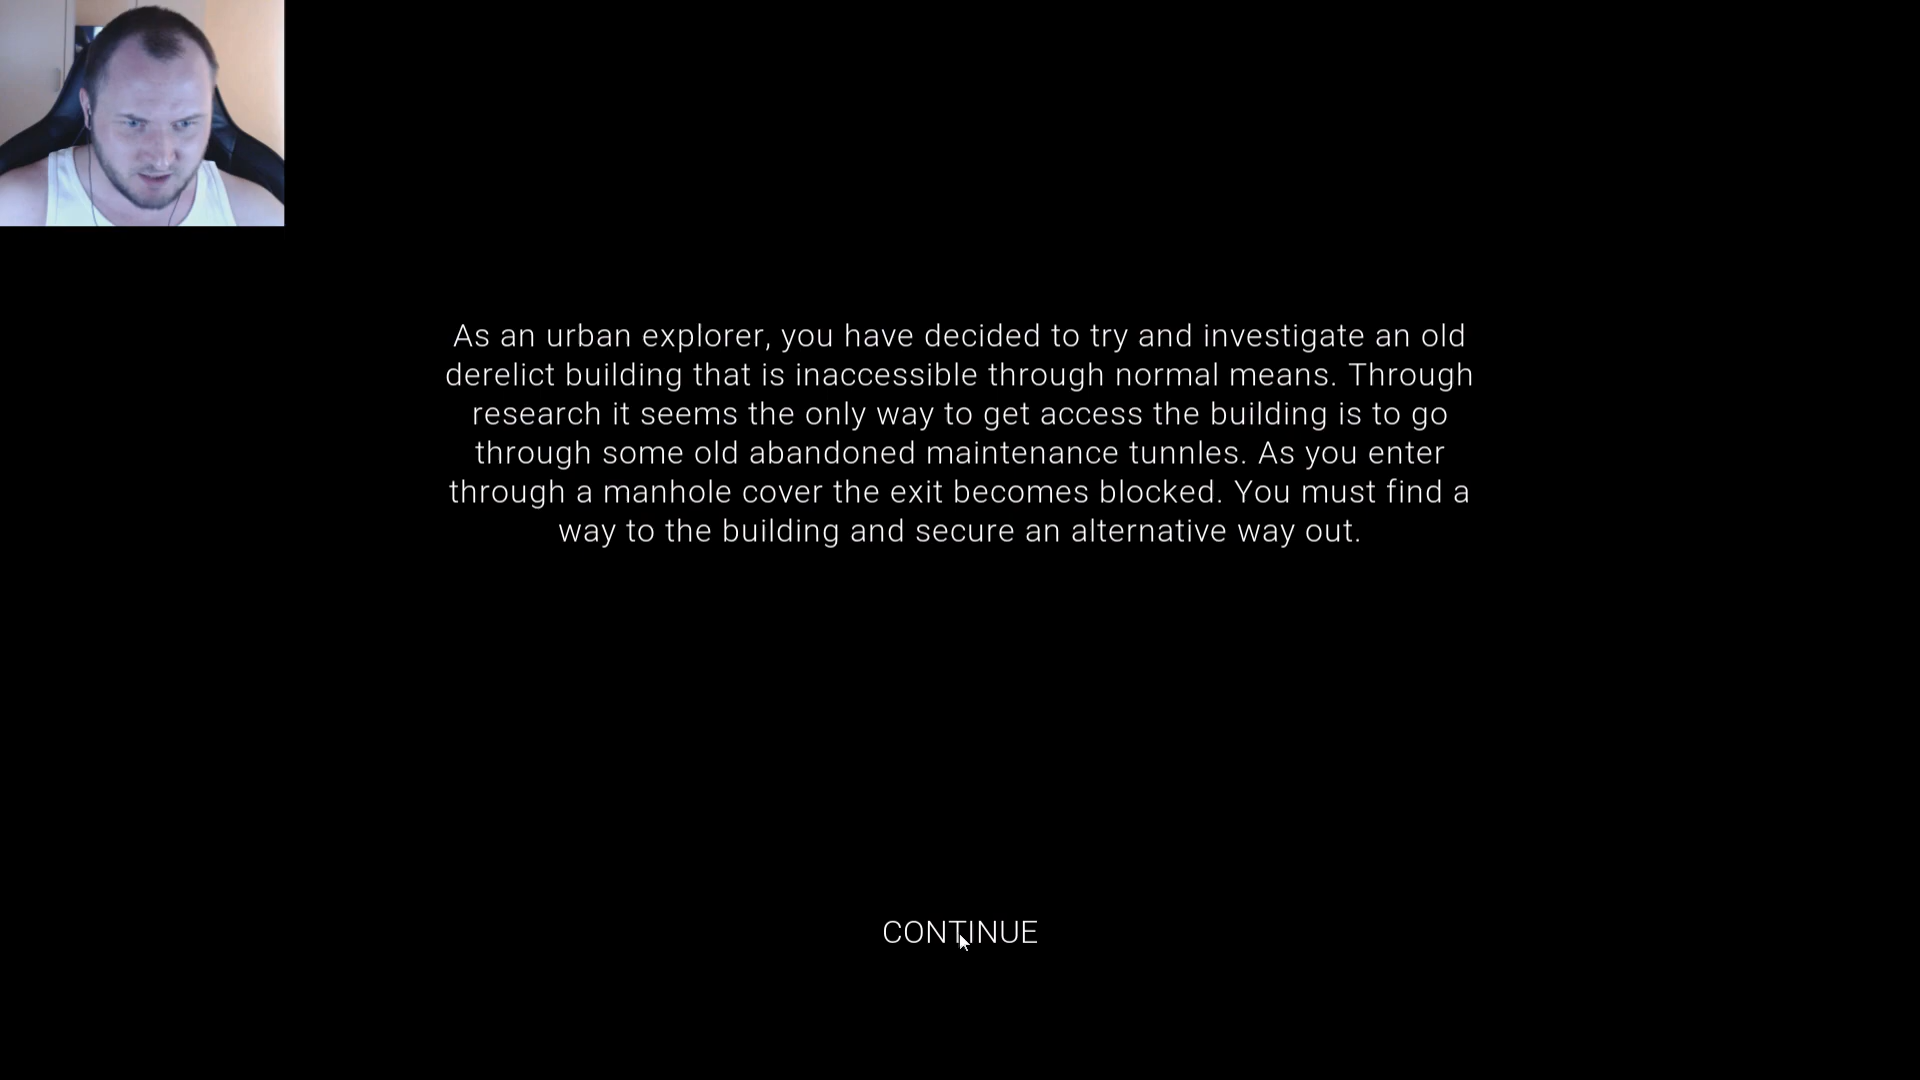 As an urban explorer, you have decided to try and investigate an old
derelict building that is inaccessible through normal means. Through
research it seems the only way to get access the building is to go
through some old abandoned maintenance tunnles. As you enter
through a manhole cover the exit becomes blocked. You must find a
way to the building and secure an alternative way out.
CONTINUE